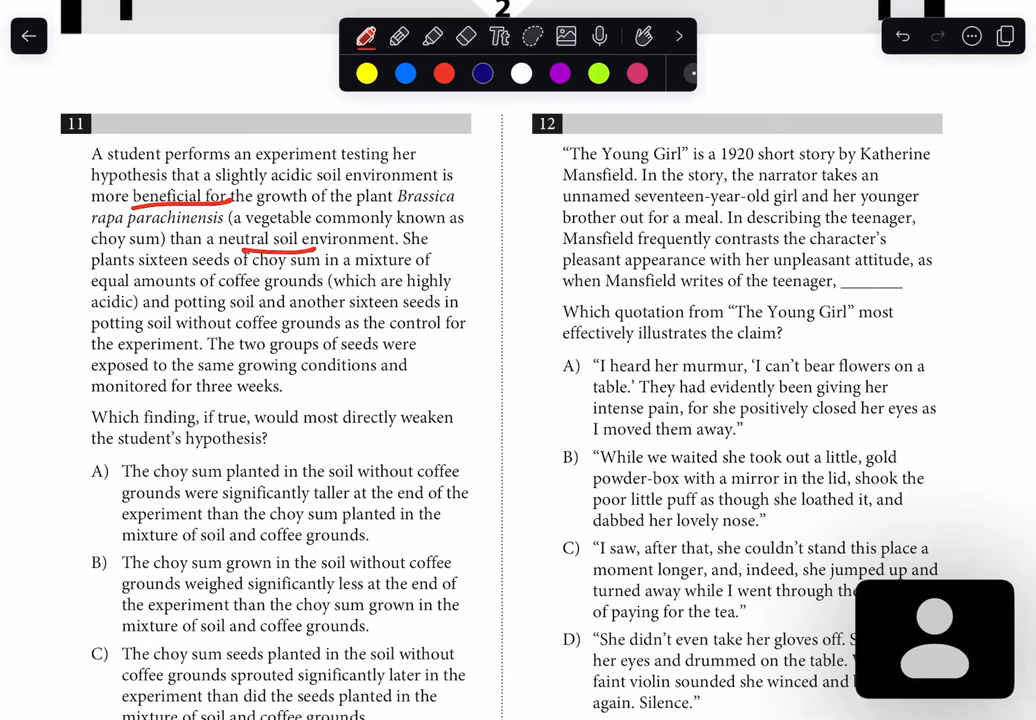 2
Tt
11
A student performs an experiment testing her
hypothesis that a slightly acidic soil environment is
more beneficial for the growth of the plant Brassica
rapa parachinensis (a vegetable commonly known as
choy sum) than a neutral soil environment. She
plants sixteen seeds of choy sum in a mixture of
equal amounts of coffee grounds (which are highly
acidic) and potting soil and another sixteen seeds in
potting soil without coffee grounds as the control for
the experiment. The two groups of seeds were
exposed to the same growing conditions and
monitored for three weeks.
Which finding, if true, would most directly weaken
the student’s hypothesis?
A) The choy sum planted in the soil without coffee
grounds were significantly taller at the end of the
experiment than the choy sum planted in the
mixture of soil and coffee grounds.
B) The choy sum grown in the soil without coffee
grounds weighed significantly less at the end of
the experiment than the choy sum grown in the
mixture of soil and coffee grounds.
C) The choy sum seeds planted in the soil without
coffee grounds sprouted significantly later in the
experiment than did the seeds planted in the
mixture of soil and coffee grounds.
12
“The Young Girl” is a 1920 short story by Katherine
Mansfield. In the story, the narrator takes an
unnamed seventeen-year-old girl and her younger
brother out for a meal. In describing the teenager,
Mansfield frequently contrasts the character’s
pleasant appearance with her unpleasant attitude, as
when Mansfield writes of the teenager, ______
Which quotation from “The Young Girl” most
effectively illustrates the claim?
A) “I heard her murmur, ‘I can’t bear flowers on a
table.’ They had evidently been giving her
intense pain, for she positively closed her eyes as
I moved them away.”
B) “While we waited she took out a little, gold
powder-box with a mirror in the lid, shook the
poor little puff as though she loathed it, and
dabbed her lovely nose.”
C) “I saw, after that, she couldn’t stand this place a
moment longer, and, indeed, she jumped up and
turned away while I went through the
of paying for the tea.”
D) “She didn’t even take her gloves off.
her eyes and drummed on the table.
faint violin sounded she winced and
again. Silence.”